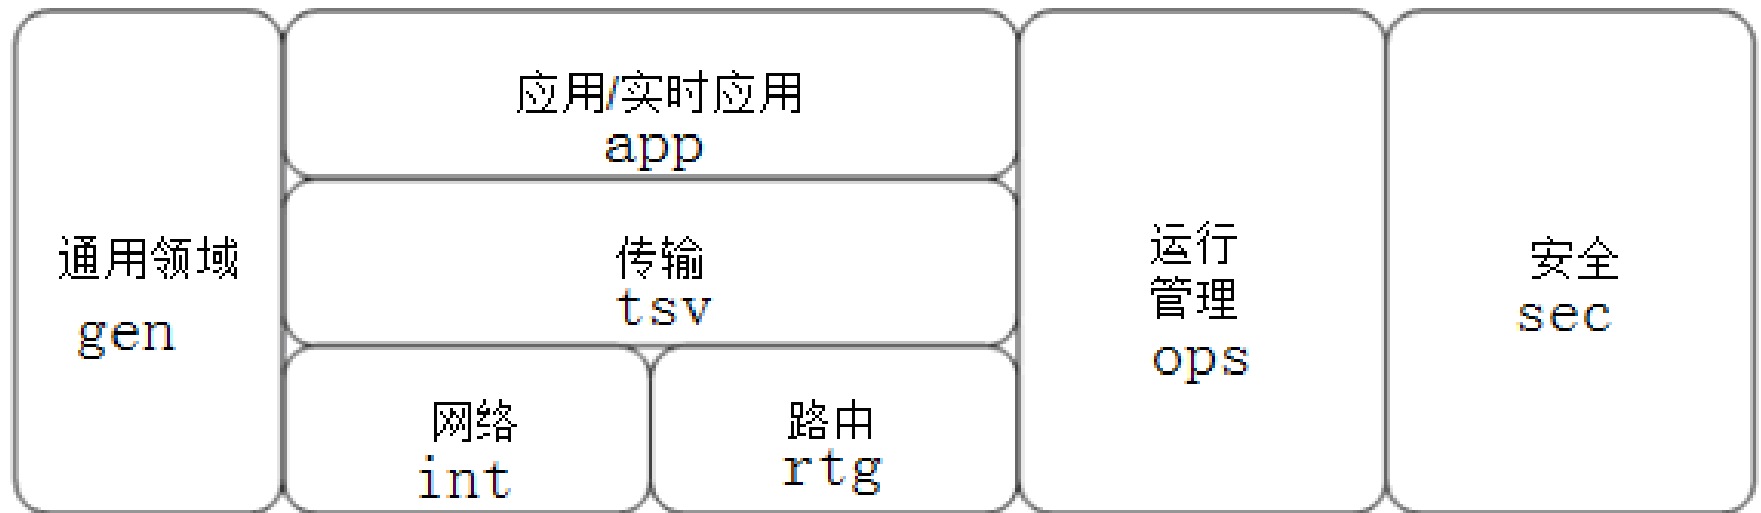 通用领域
gen
应用/实时应用
app
传输
tsv
网络
int
路由
rtg
运行
管理
ops
安全
sec